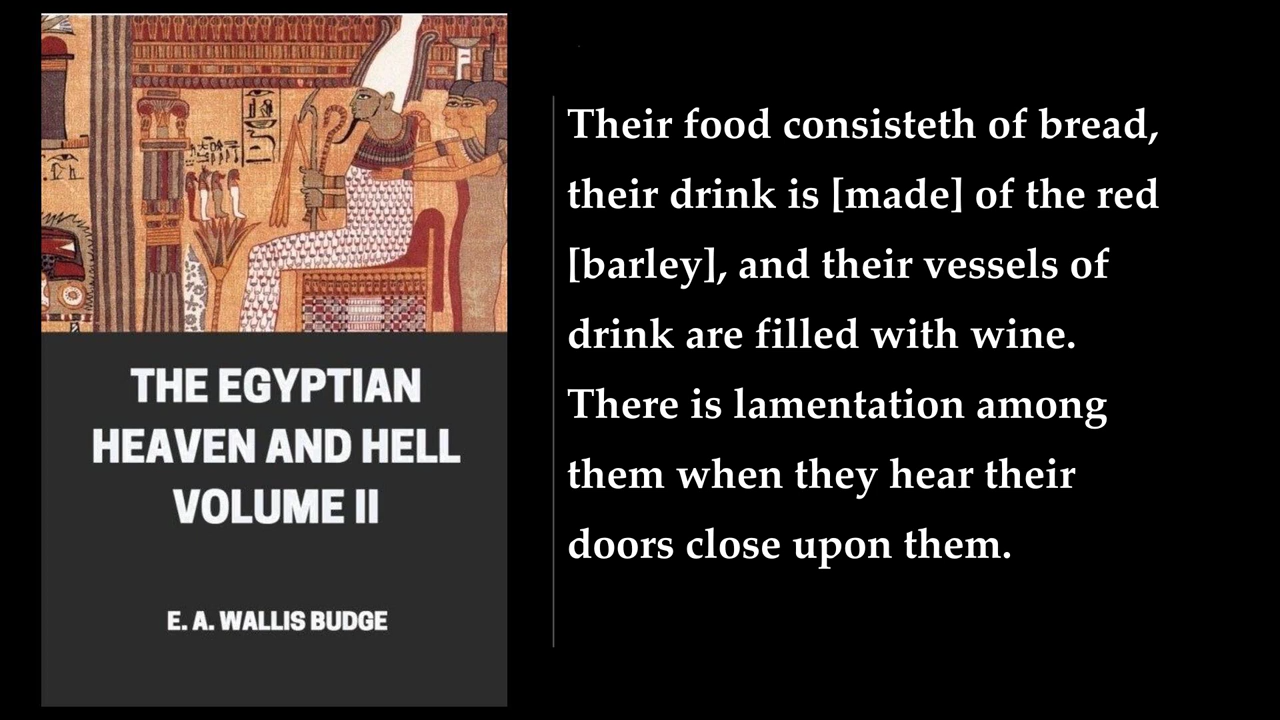 THE EGYPTIAN
HEAVEN AND HELL
VOLUME II
E. A. WALLIS BUDGE
Their food consisteth of bread,
their drink is [made] of the red
[barley], and their vessels of
drink are filled with wine.
There is lamentation among
them when they hear their
doors close upon them.